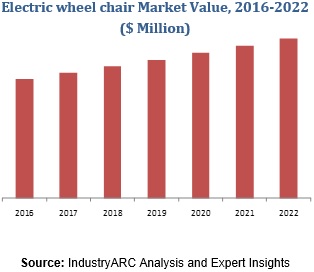 Electric wheel chair Market Value, 2016-2022
($ Million)
2016 2017 2018 2019 2020 2021 2022
Source: IndustryARC Analysis and Expert Insights